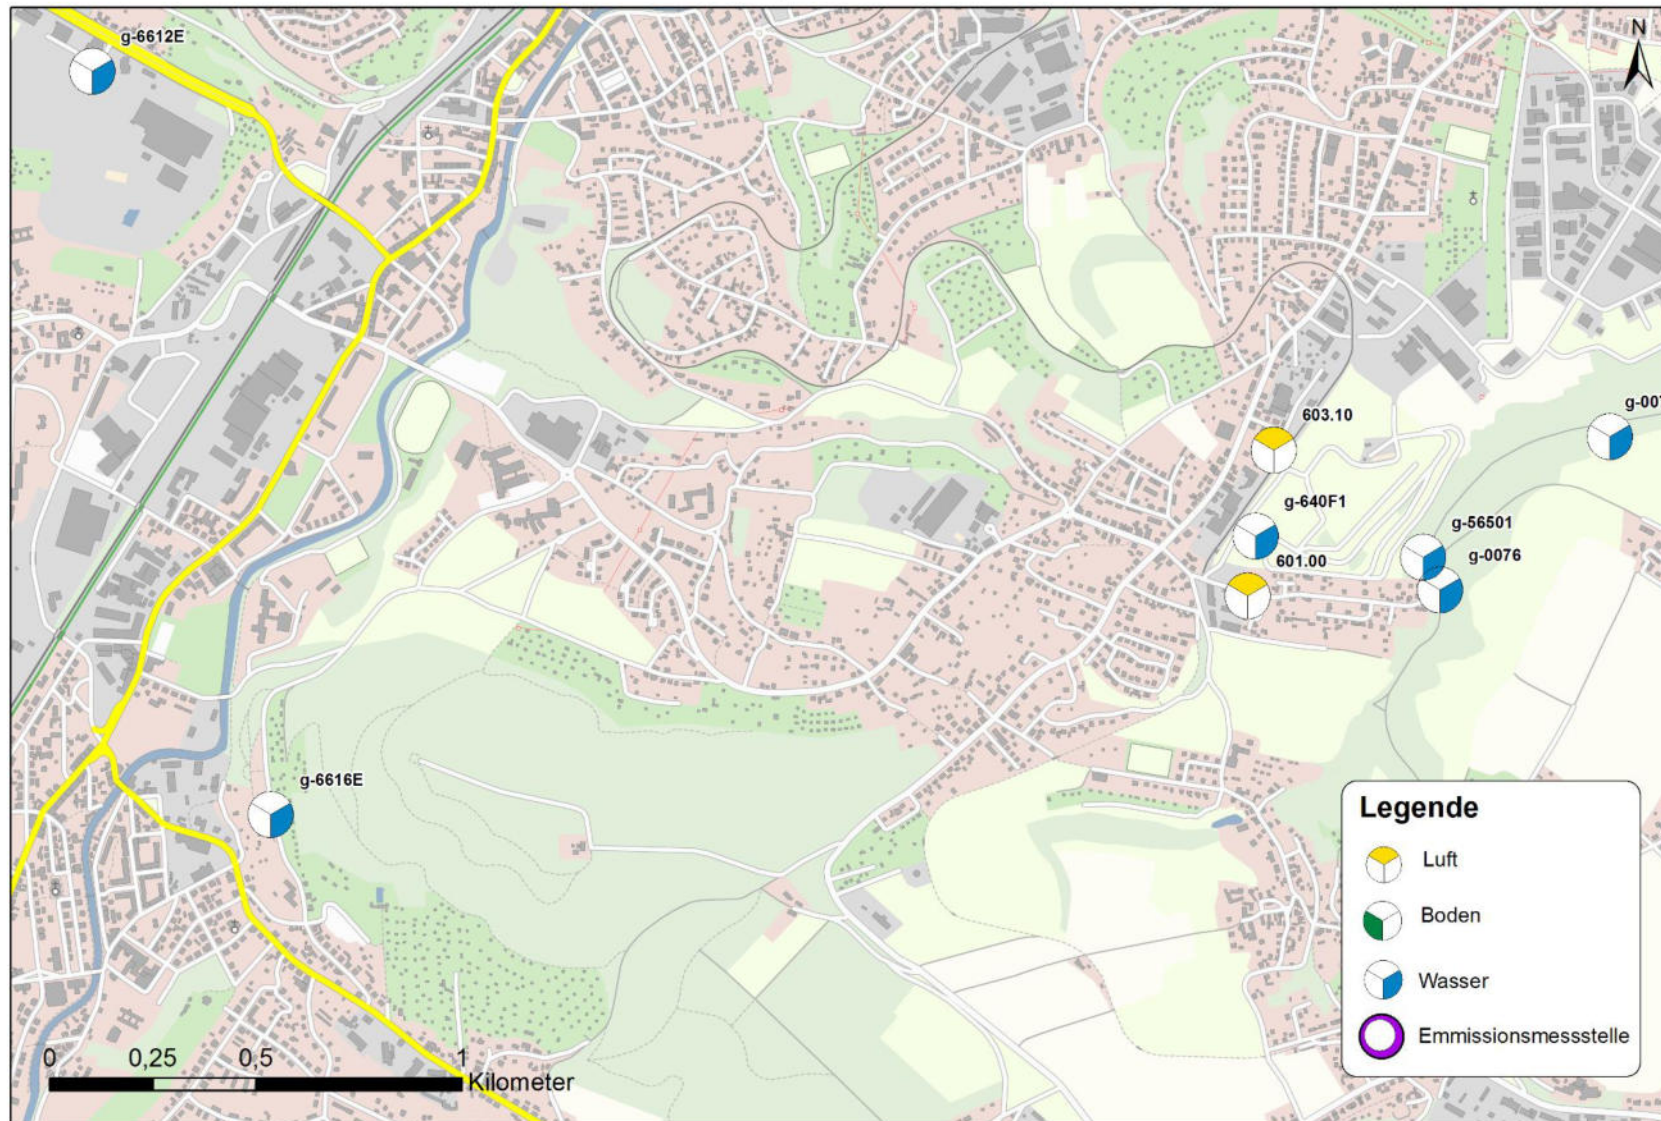 g-6612E
N
603.10
g-007
g-640F1
g-56501
601.00
g-0076
g-6616E
Legende
Luft
Boden
Wasser
Emmissionsmessstelle
0 0,25 0,5 1
Kilometer